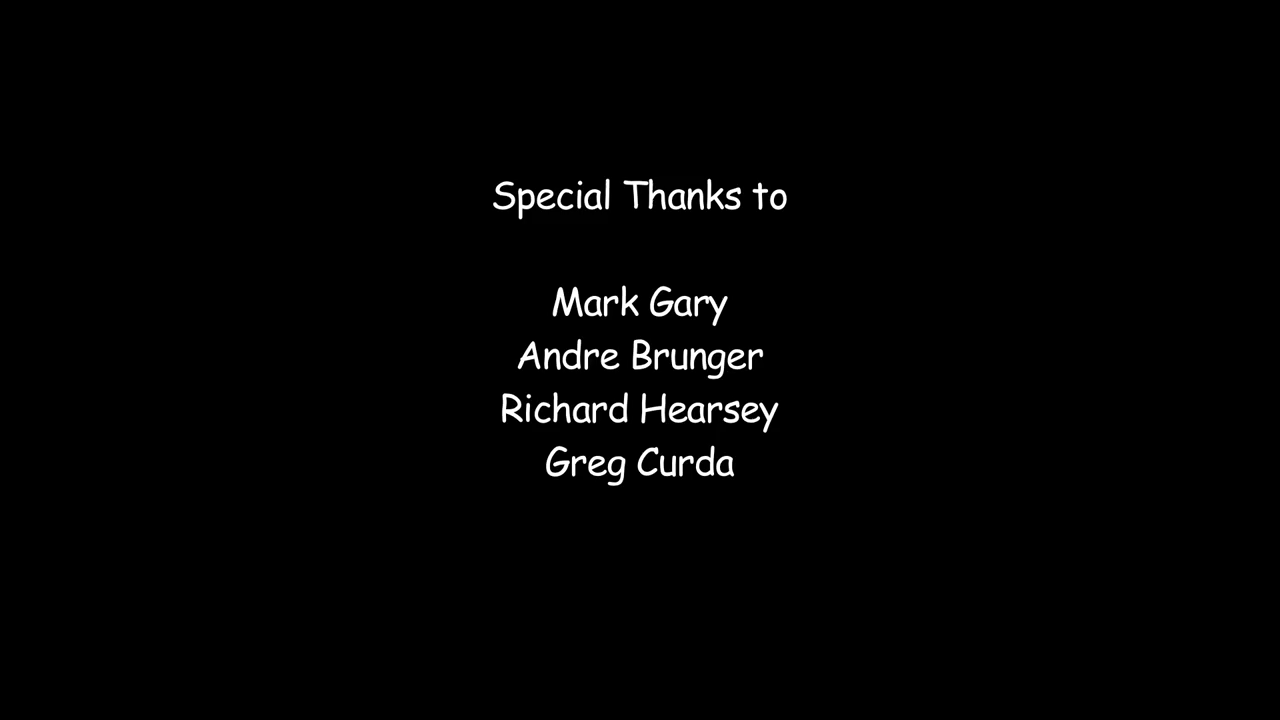 Special Thanks to
Mark Gary
Andre Brunger
Richard Hearsey
Greg Curda